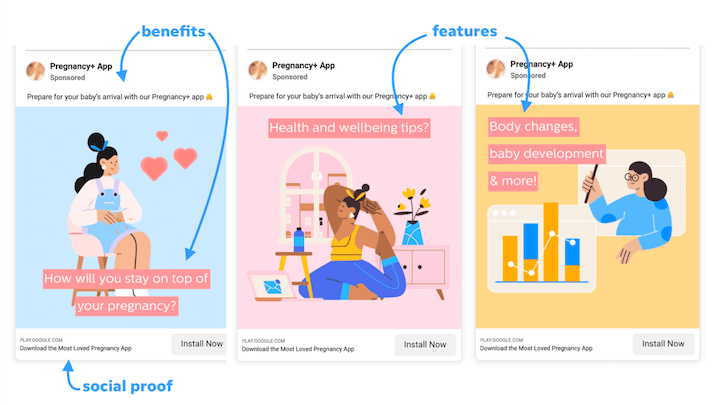 benefits
features
Pregnancy+ App
Sponsored
Prepare for your baby's arrival with our Pregnancy+ app
How will you stay on top of
your pregnancy?
PLAY.GOOGLE.COM
Download the Most Loved Pregnancy App
Install Now
social proof
Pregnancy+ App
Sponsored
Prepare for your baby's arrival with our Pregnancy+ app
Health and wellbeing tips?
PLAY.GOOGLE.COM
Download the Most Loved Pregnancy App
Install Now
Pregnancy+ App
Sponsored
Prepare for your baby's arrival with our Pregnancy+ app
Body changes,
baby development
& more!
PLAY.GOOGLE.COM
Download the Most Loved Pregnancy App
Install Now